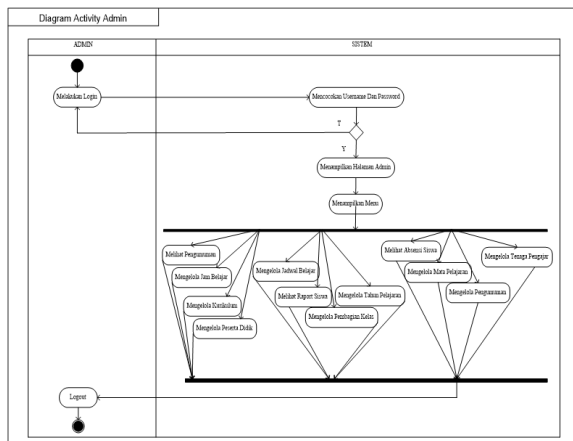 Diagram Activity Admin
ADMIN
SISTEM
Melakukan Login
Mencocokan Username Dan Password
T
Y
Menampilkan Halaman Admin
Menampilkan Menu
Melihat Pengumuman
Mengelola Jam Belajar
Mengelola Kurikulum
Mengelola Peserta Didik
Mengelola Jadwal Belajar
Melihat Raport Siswa
Mengelola Tahun Pelajaran
Mengelola Pembagian Kelas
Melihat Absensi Siswa
Mengelola Tenaga Pengajar
Mengelola Mata Pelajaran
Mengelola Pengumuman
Logout